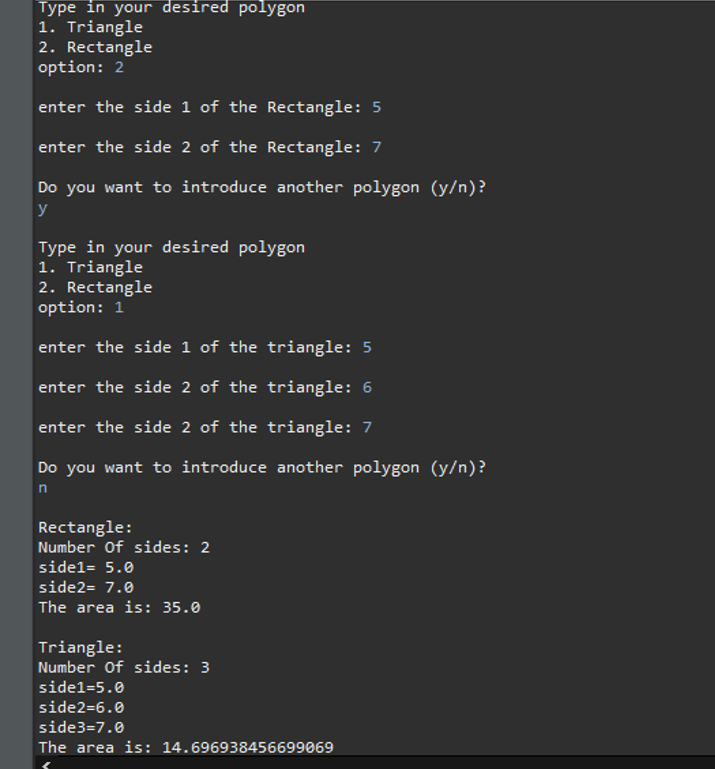 Type in your desired polygon
1. Triangle
2. Rectangle
option: 2
enter the side 1 of the Rectangle: 5
enter the side 2 of the Rectangle: 7
Do you want to introduce another polygon (y/n)?
y
Type in your desired polygon
1. Triangle
2. Rectangle
option: 1
enter the side 1 of the triangle: 5
enter the side 2 of the triangle: 6
enter the side 2 of the triangle: 7
Do you want to introduce another polygon (y/n)?
n
Rectangle:
Number Of sides: 2
side1= 5.0
side2= 7.0
The area is: 35.0
Triangle:
Number Of sides: 3
side1=5.0
side2=6.0
side3=7.0
The area is: 14.696938456699069